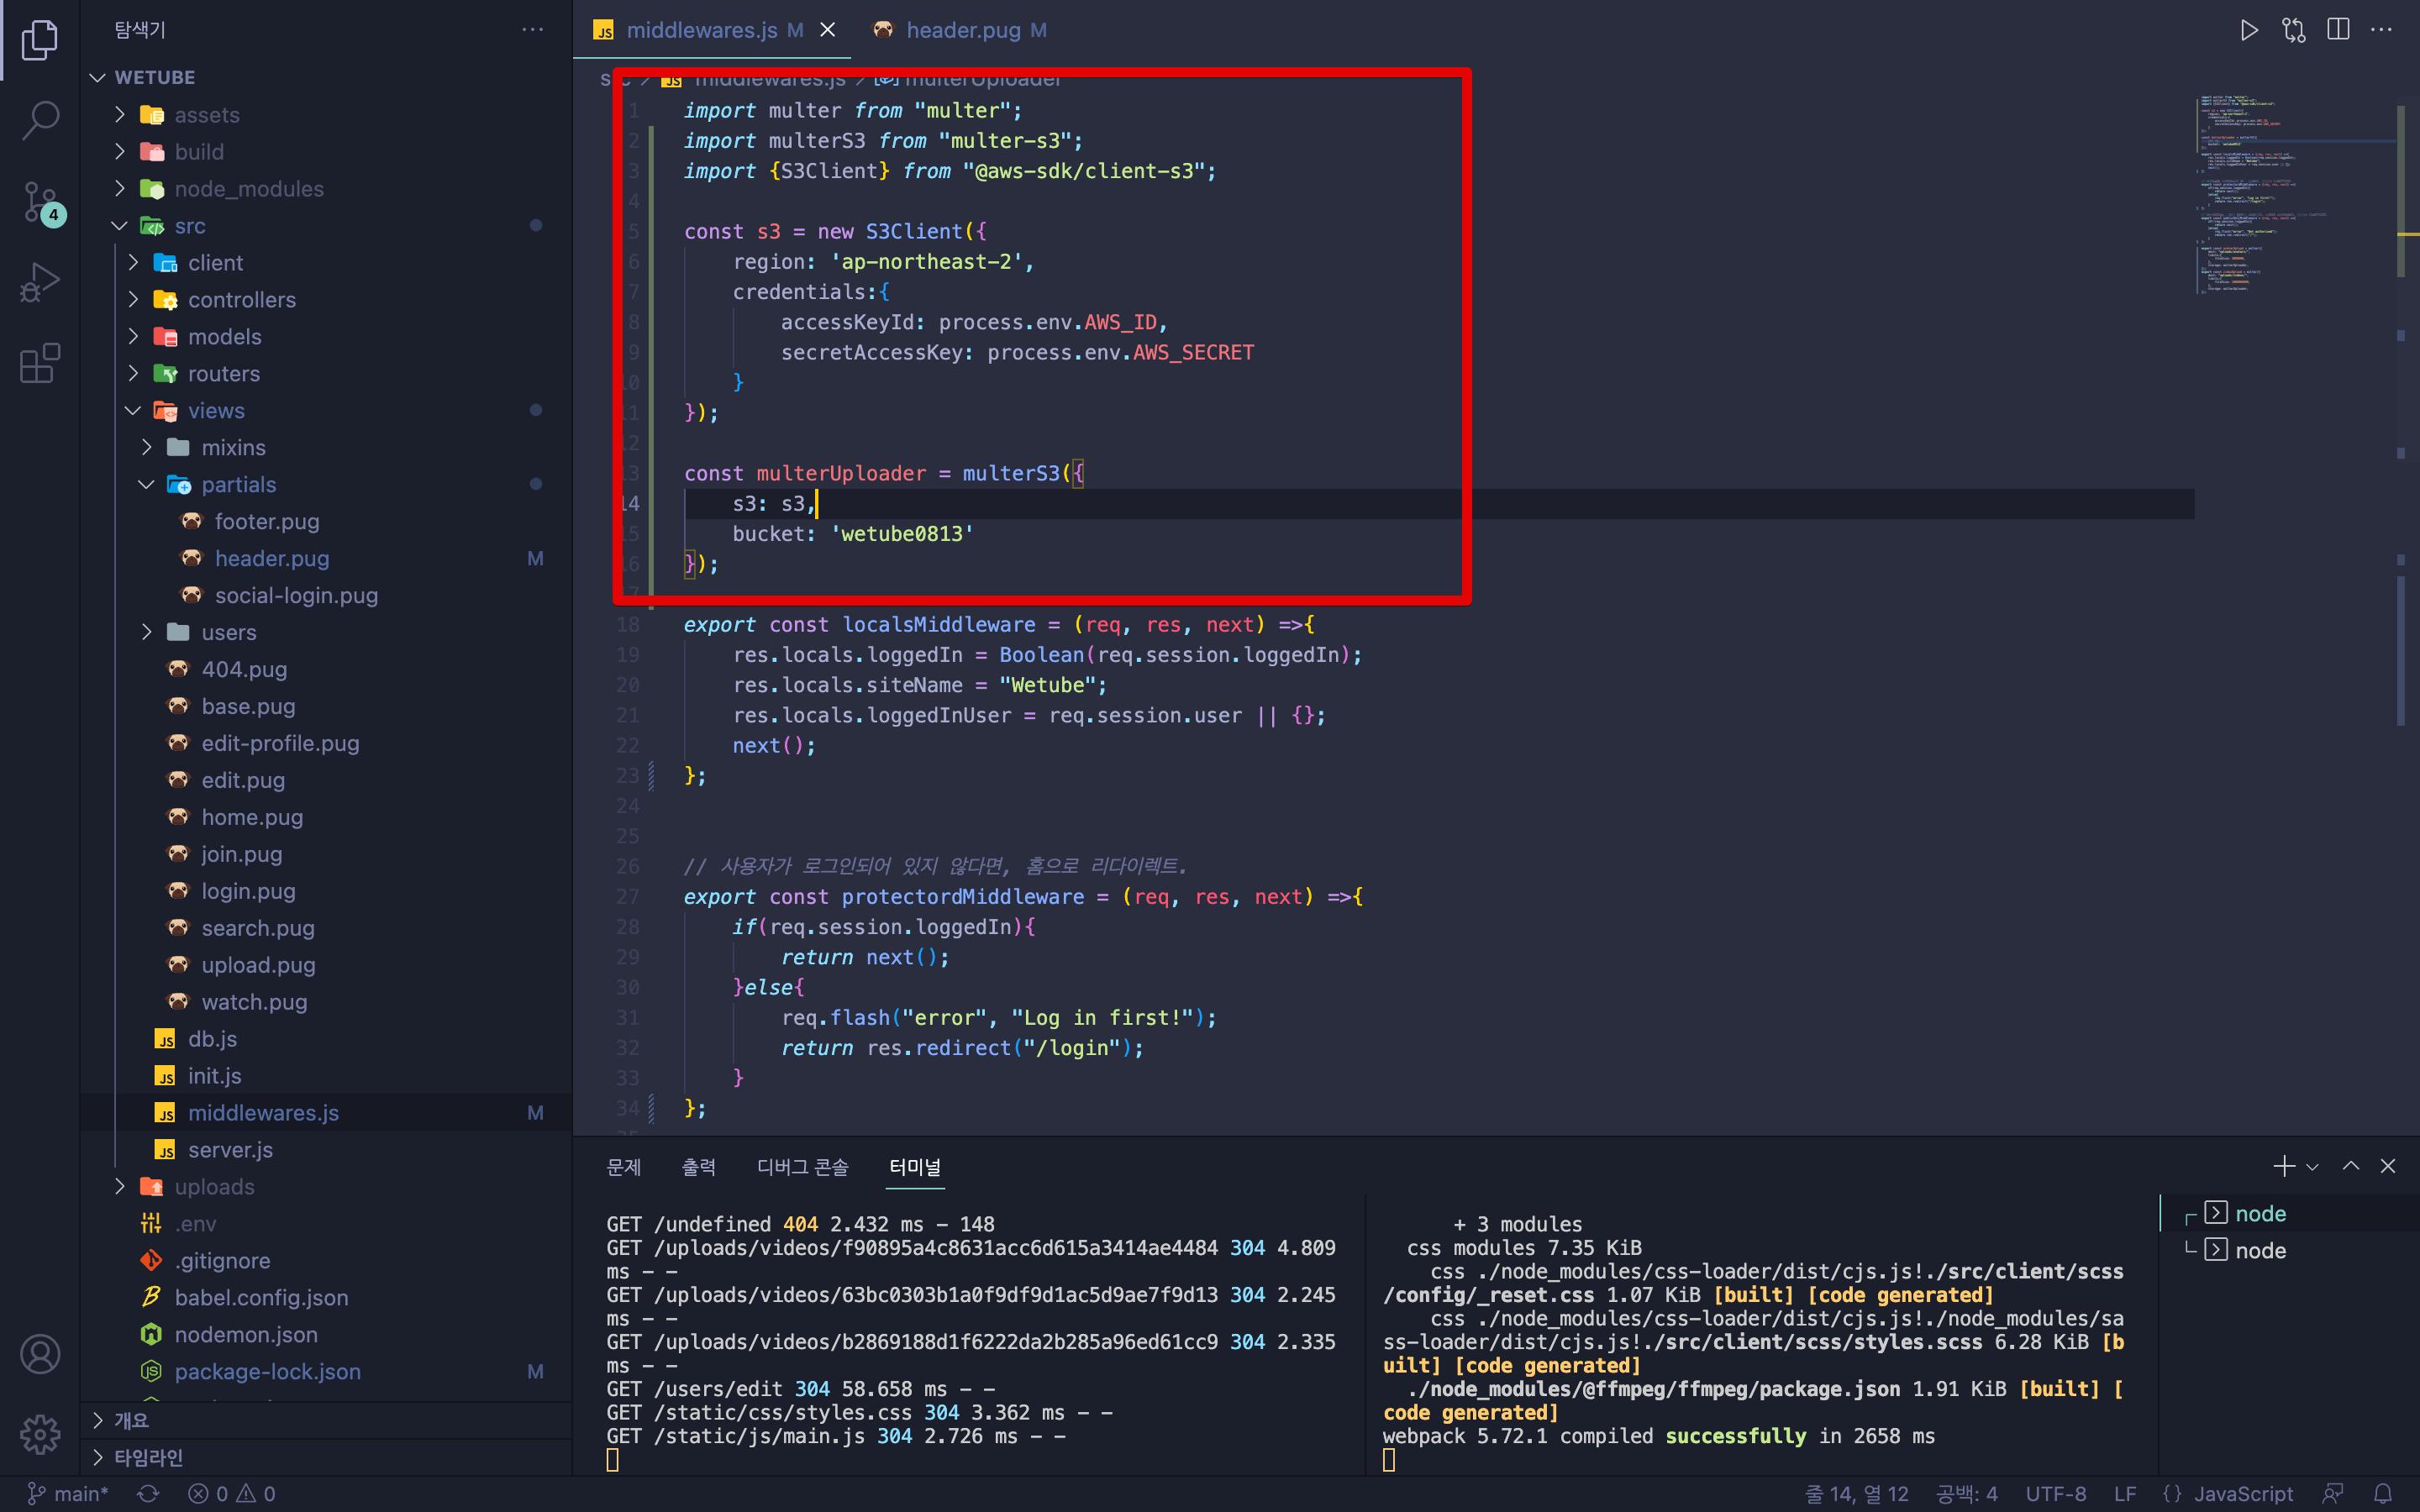 탐색기 ···
WETUBE
assets
build
node_modules
src
client
controllers
models
routers
views
mixins
partials
footer.pug
header.pug M
social-login.pug
users
404.pug
base.pug
edit-profile.pug
edit.pug
home.pug
join.pug
login.pug
search.pug
upload.pug
watch.pug
db.js
init.js
middlewares.js M
server.js
uploads
.env
.gitignore
babel.config.json
nodemon.json
package-lock.json M
개요
타임라인
4
JS middlewares.js M
header.pug M
middlewares.js > multerUploader
1 import multer from "multer";
2 import multerS3 from "multer-s3";
3 import {S3Client} from "@aws-sdk/client-s3";
4
5 const s3 = new S3Client({
6 region: 'ap-northeast-2',
7 credentials:{
8 accessKeyId: process.env.AWS_ID,
9 secretAccessKey: process.env.AWS_SECRET
10 }
11 });
12
13 const multerUploader = multerS3({
14 s3: s3,
15 bucket: 'wetube0813'
16 });
17
18 export const localsMiddleware = (req, res, next) =>{
19 res.locals.loggedIn = Boolean(req.session.loggedIn);
20 res.locals.siteName = "Wetube";
21 res.locals.loggedInUser = req.session.user || {};
22 next();
23 };
24
25
26 // 사용자가 로그인되어 있지 않다면, 홈으로 리다이렉트.
27 export const protectordMiddleware = (req, res, next) =>{
28 if(req.session.loggedIn){
29 return next();
30 }else{
31 req.flash("error", "Log in first!");
32 return res.redirect("/login");
33 }
34 };
문제 출력 디버그 콘솔 터미널
GET /undefined 404 2.432 ms - 148
GET /uploads/videos/f90895a4c8631acc6d615a3414ae4484 304 4.809
ms - -
GET /uploads/videos/63bc0303b1a0f9df9d1ac5d9ae7f9d13 304 2.245
ms - -
GET /uploads/videos/b2869188d1f6222da2b285a96ed61cc9 304 2.335
ms - -
GET /users/edit 304 58.658 ms - -
GET /static/css/styles.css 304 3.362 ms - -
GET /static/js/main.js 304 2.726 ms - -
+ 3 modules
css modules 7.35 KiB
css ./node_modules/css-loader/dist/cjs.js!./src/client/scss
/config/_reset.css 1.07 KiB [built] [code generated]
css ./node_modules/css-loader/dist/cjs.js!./node_modules/sa
ss-loader/dist/cjs.js!./src/client/scss/styles.scss 6.28 KiB [b
uilt] [code generated]
./node_modules/@ffmpeg/ffmpeg/package.json 1.91 KiB [built] [
code generated]
webpack 5.72.1 compiled successfully in 2658 ms
node
node
main* 0 0
줄 14, 열 12 공백: 4 UTF-8 LF {} JavaScript